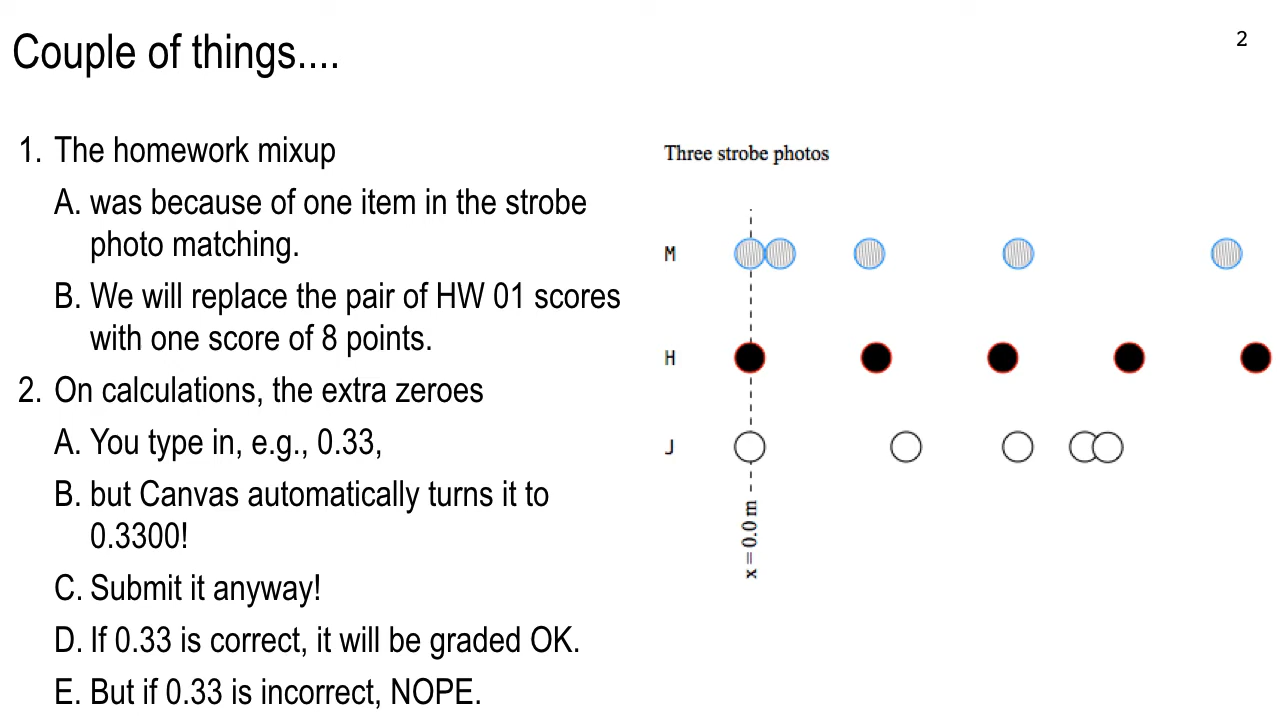 Couple of things....
2
1. The homework mixup
A. was because of one item in the strobe
photo matching.
B. We will replace the pair of HW 01 scores
with one score of 8 points.
2. On calculations, the extra zeroes
A. You type in, e.g., 0.33,
B. but Canvas automatically turns it to
0.3300!
C. Submit it anyway!
D. If 0.33 is correct, it will be graded OK.
E. But if 0.33 is incorrect, NOPE.
Three strobe photos
M
H
J
x = 0.0 m